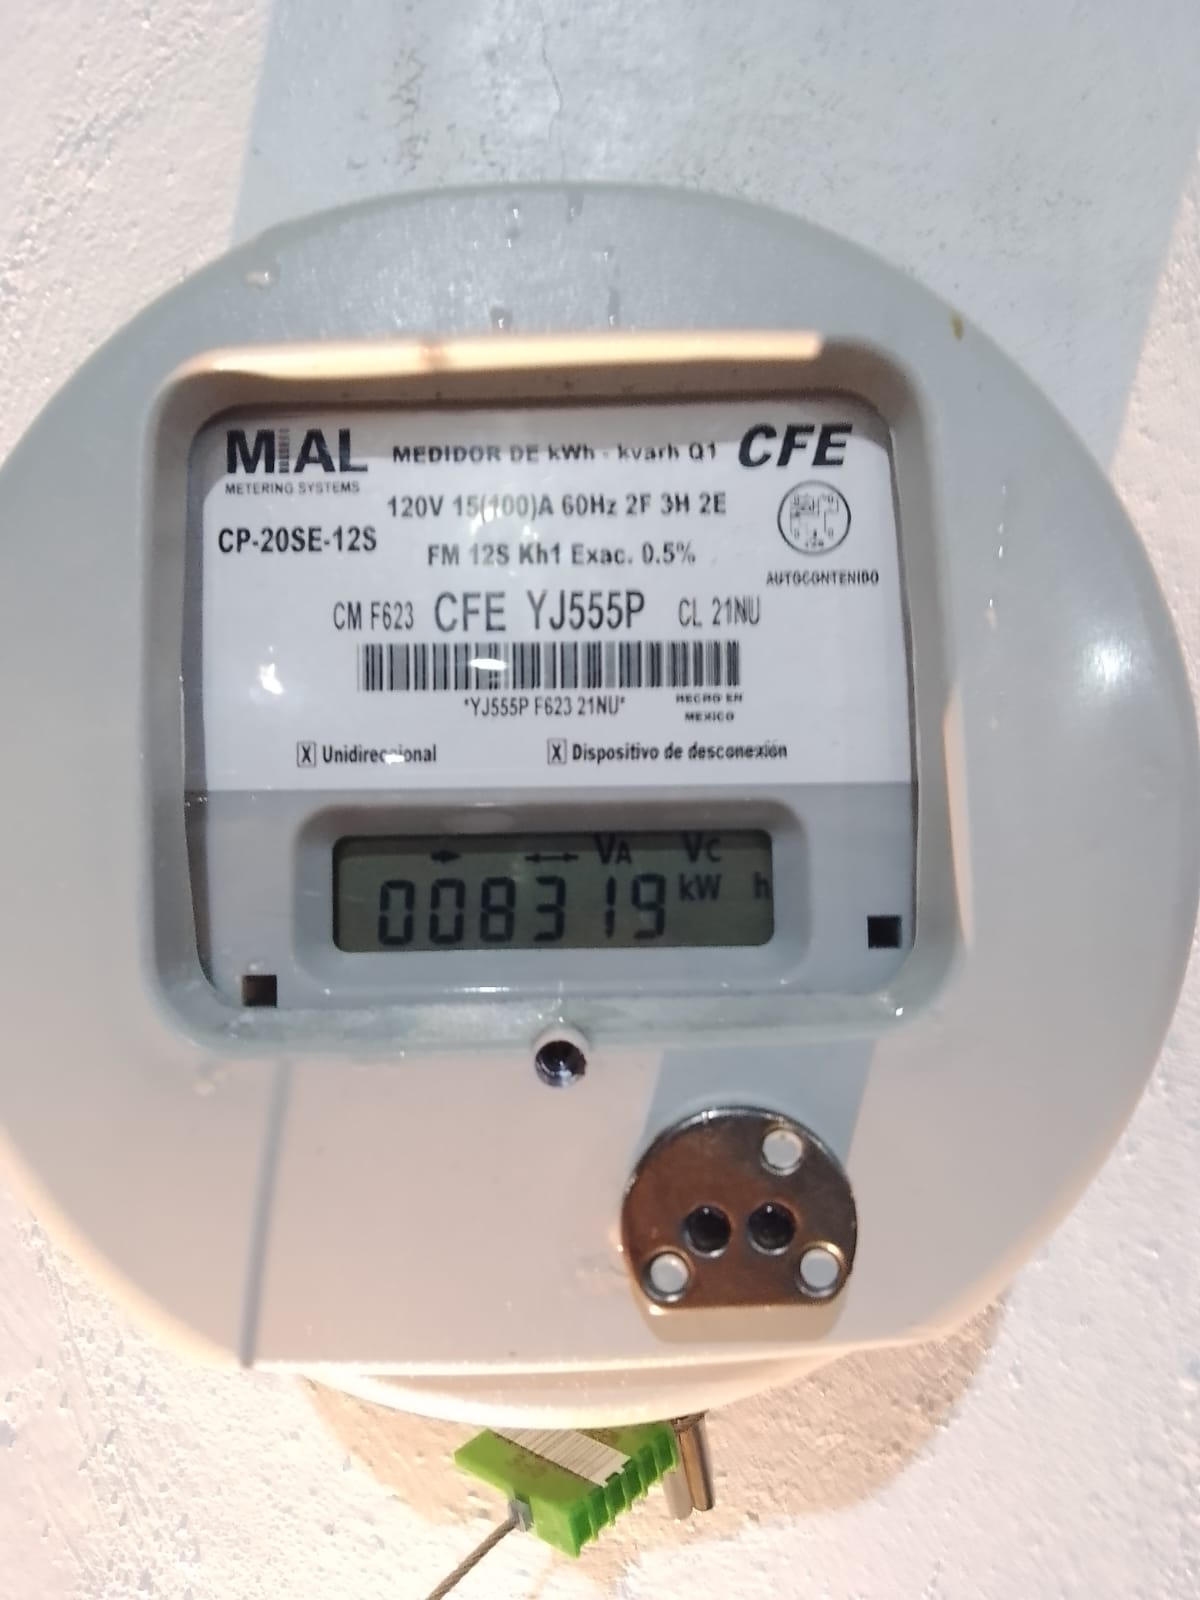 MIAL
METERING SYSTEMS
MEDIDOR DE kWh - kvarh Q1
CFE
120V 15(100)A 60Hz 2F 3H 2E
CP-20SE-12S
FM 12S Kh1 Exac. 0.5%
AUTOCONTENIDO
CM F623 CFE YJ555P CL 21NU
*YJ555P F623 21NU*
HECHO EN
MEXICO
X Unidireccional
X Dispositivo de desconexión
VA VC
008319 kW h